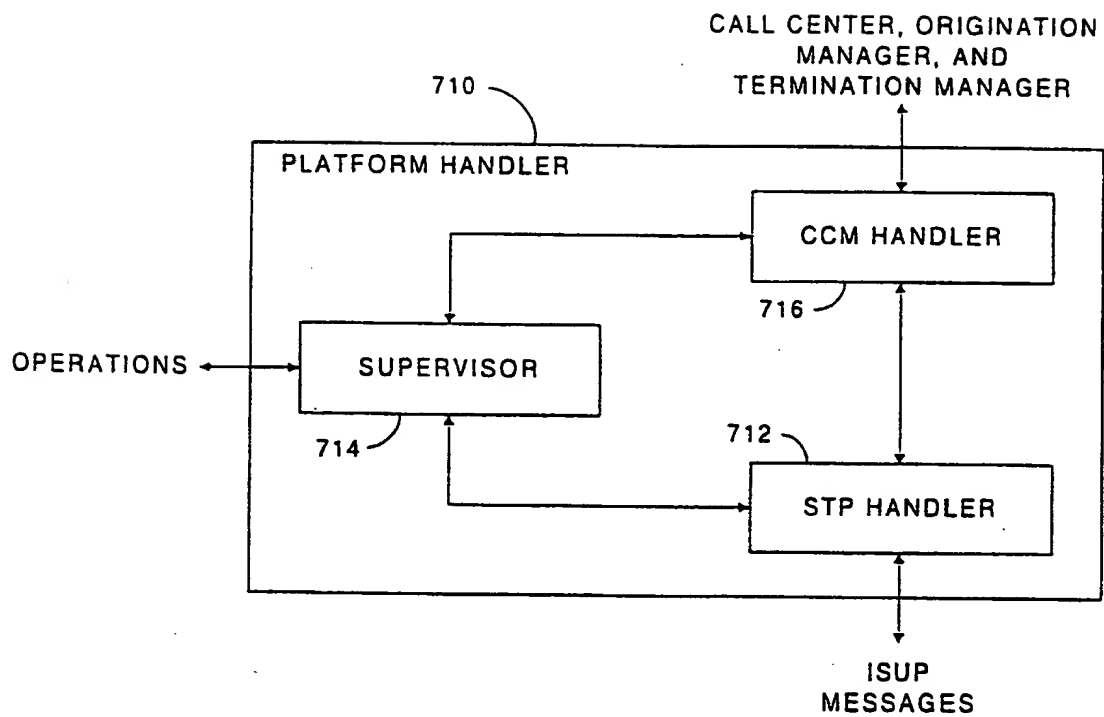 CALL CENTER, ORIGINATION
MANAGER, AND
TERMINATION MANAGER
710
PLATFORM HANDLER
CCM HANDLER
716
OPERATIONS
SUPERVISOR
714
712
STP HANDLER
ISUP
MESSAGES